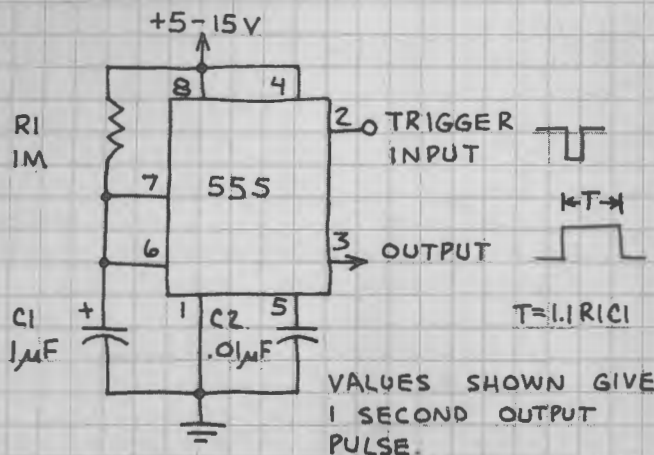 +5-15V
8 4
R1
1M
2 TRIGGER
INPUT
7
555
T
6
3 OUTPUT
C1 +
1μF
1 C2 5
.01μF
T=1.1R1C1
VALUES SHOWN GIVE
1 SECOND OUTPUT
PULSE.